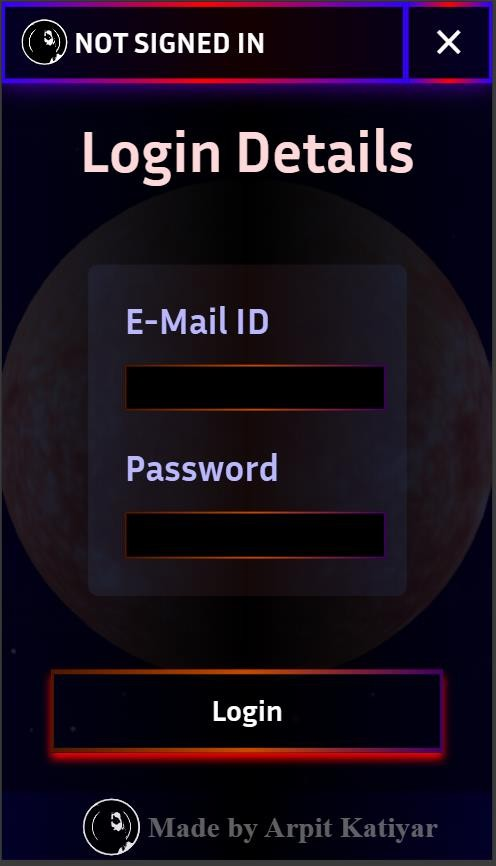 NOT SIGNED IN
Login Details
E-Mail ID
Password
Login
Made by Arpit Katiyar